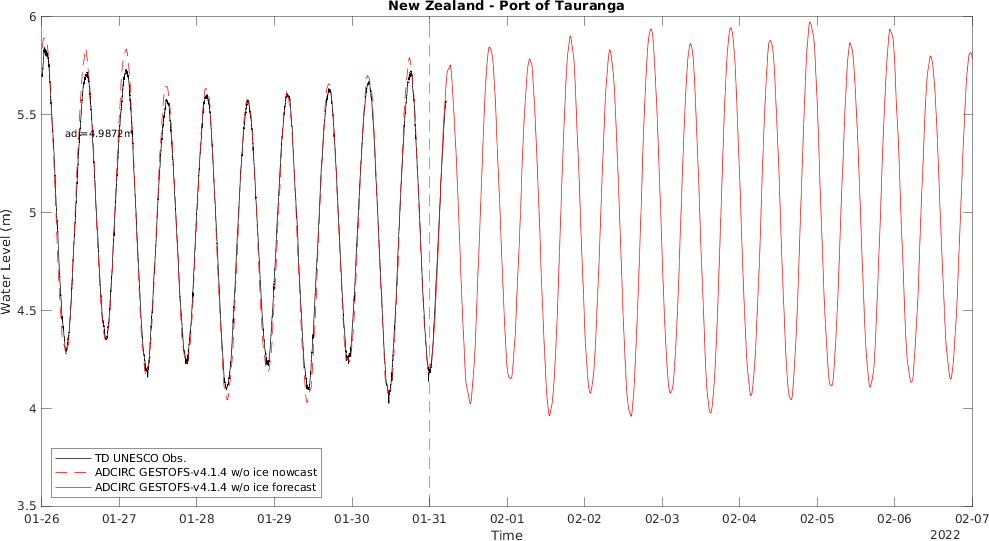 New Zealand - Port of Tauranga
6
5.5
5
4.5
4
3.5
Water Level (m)
adj=4.9872m
TD UNESCO Obs.
ADCIRC GESTOFS-v4.1.4 w/o ice nowcast
ADCIRC GESTOFS-v4.1.4 w/o ice forecast
01-26 01-27 01-28 01-29 01-30 01-31 02-01 02-02 02-03 02-04 02-05 02-06 02-07
Time
2022